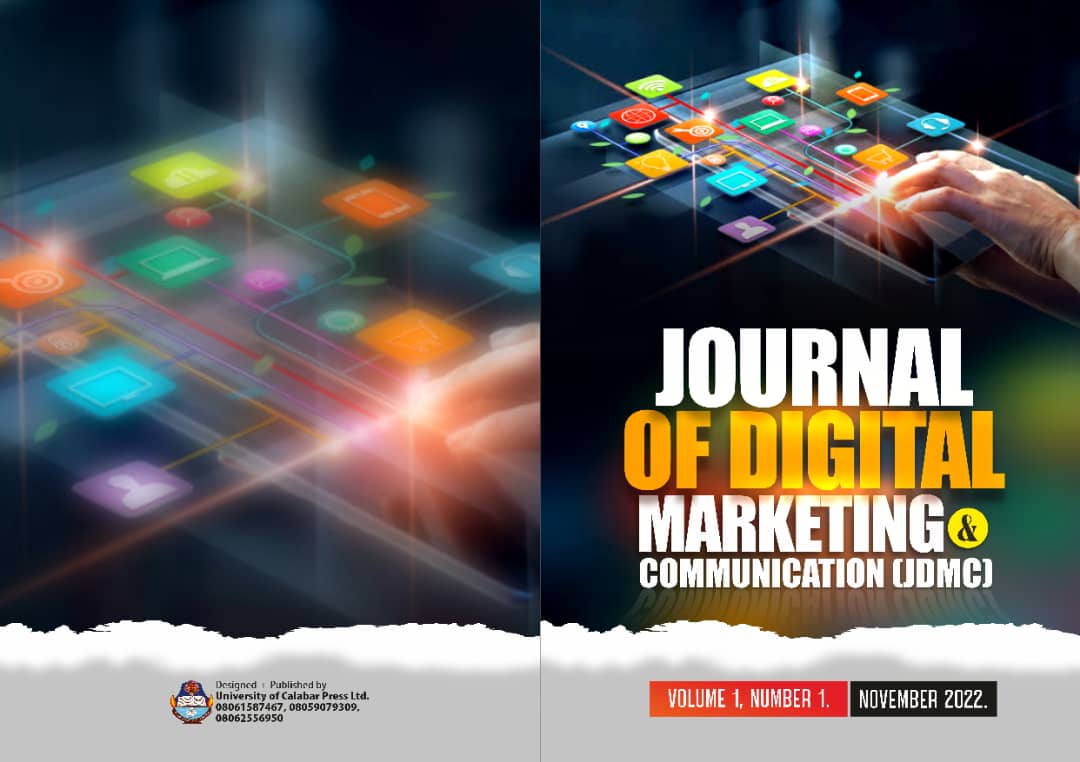 JOURNAL
OF DIGITAL
MARKETING &
COMMUNICATION (JDMC)
VOLUME 1, NUMBER 1. NOVEMBER 2022.
Designed + Published by
University of Calabar Press Ltd.
08061587467, 08059079309,
08062556950